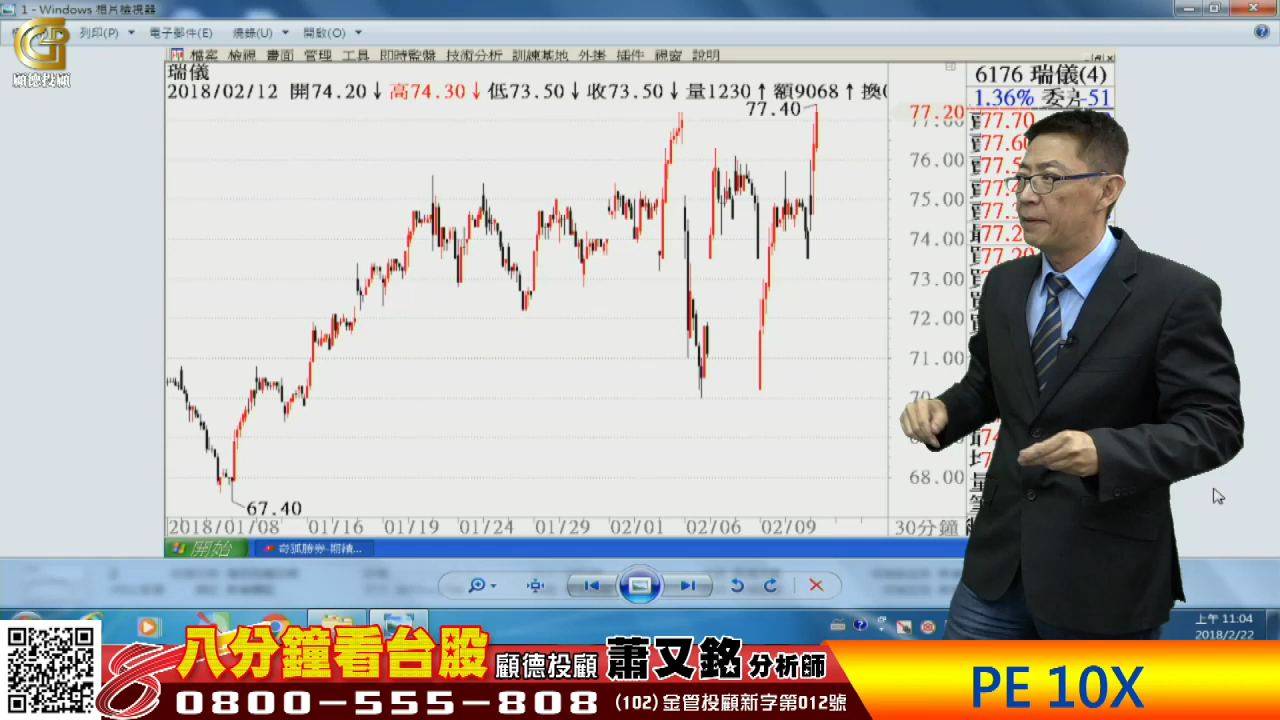 1 - Windows 相片檢視器
列印(P) 電子郵件(E) 燒錄(U) 開啟(O)
顧德投顧
檔案 檢視 畫面 管理 工具 即時監盤 技術分析 訓練基地 外掛 插件 視窗 說明
瑞儀
2018/02/12 開74.20↓ 高74.30↓ 低73.50↓ 收73.50↓ 量1230↑ 額9068↑ 換
6176 瑞儀(4)
1.36% 委 -51
77.40
77.20
77.70
76.00
75.00
74.00
73.00
72.00
71.00
68.00
67.40
2018/01/08 01/16 01/19 01/24 01/29 02/01 02/06 02/09 30分鐘
開始
上午 11:04
2018/2/22
八分鐘看台股 顧德投顧 蕭又銘 分析師
0800-555-808 (102)金管投顧新字第012號
PE 10X